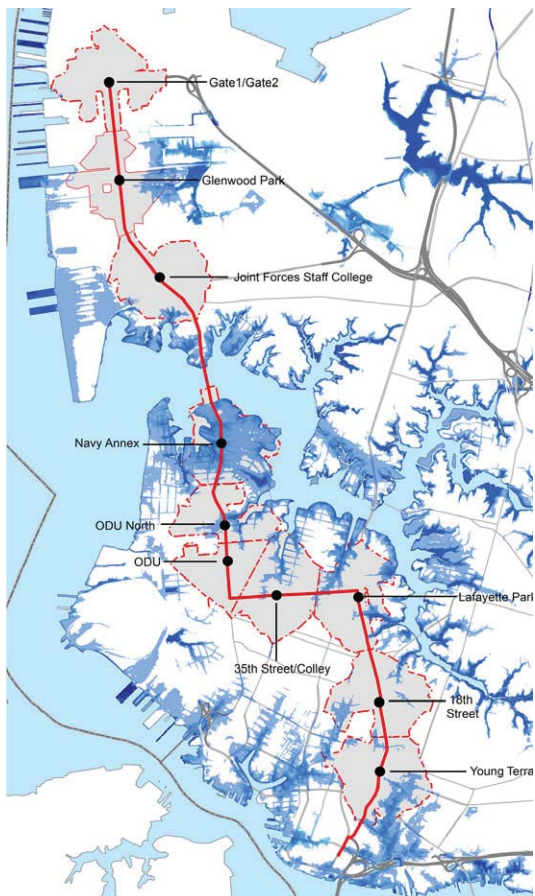 Gate1/Gate2
Glenwood Park
Joint Forces Staff College
Navy Annex
ODU North
ODU
Lafayette Park
35th Street/Colley
18th
Street
Young Terra